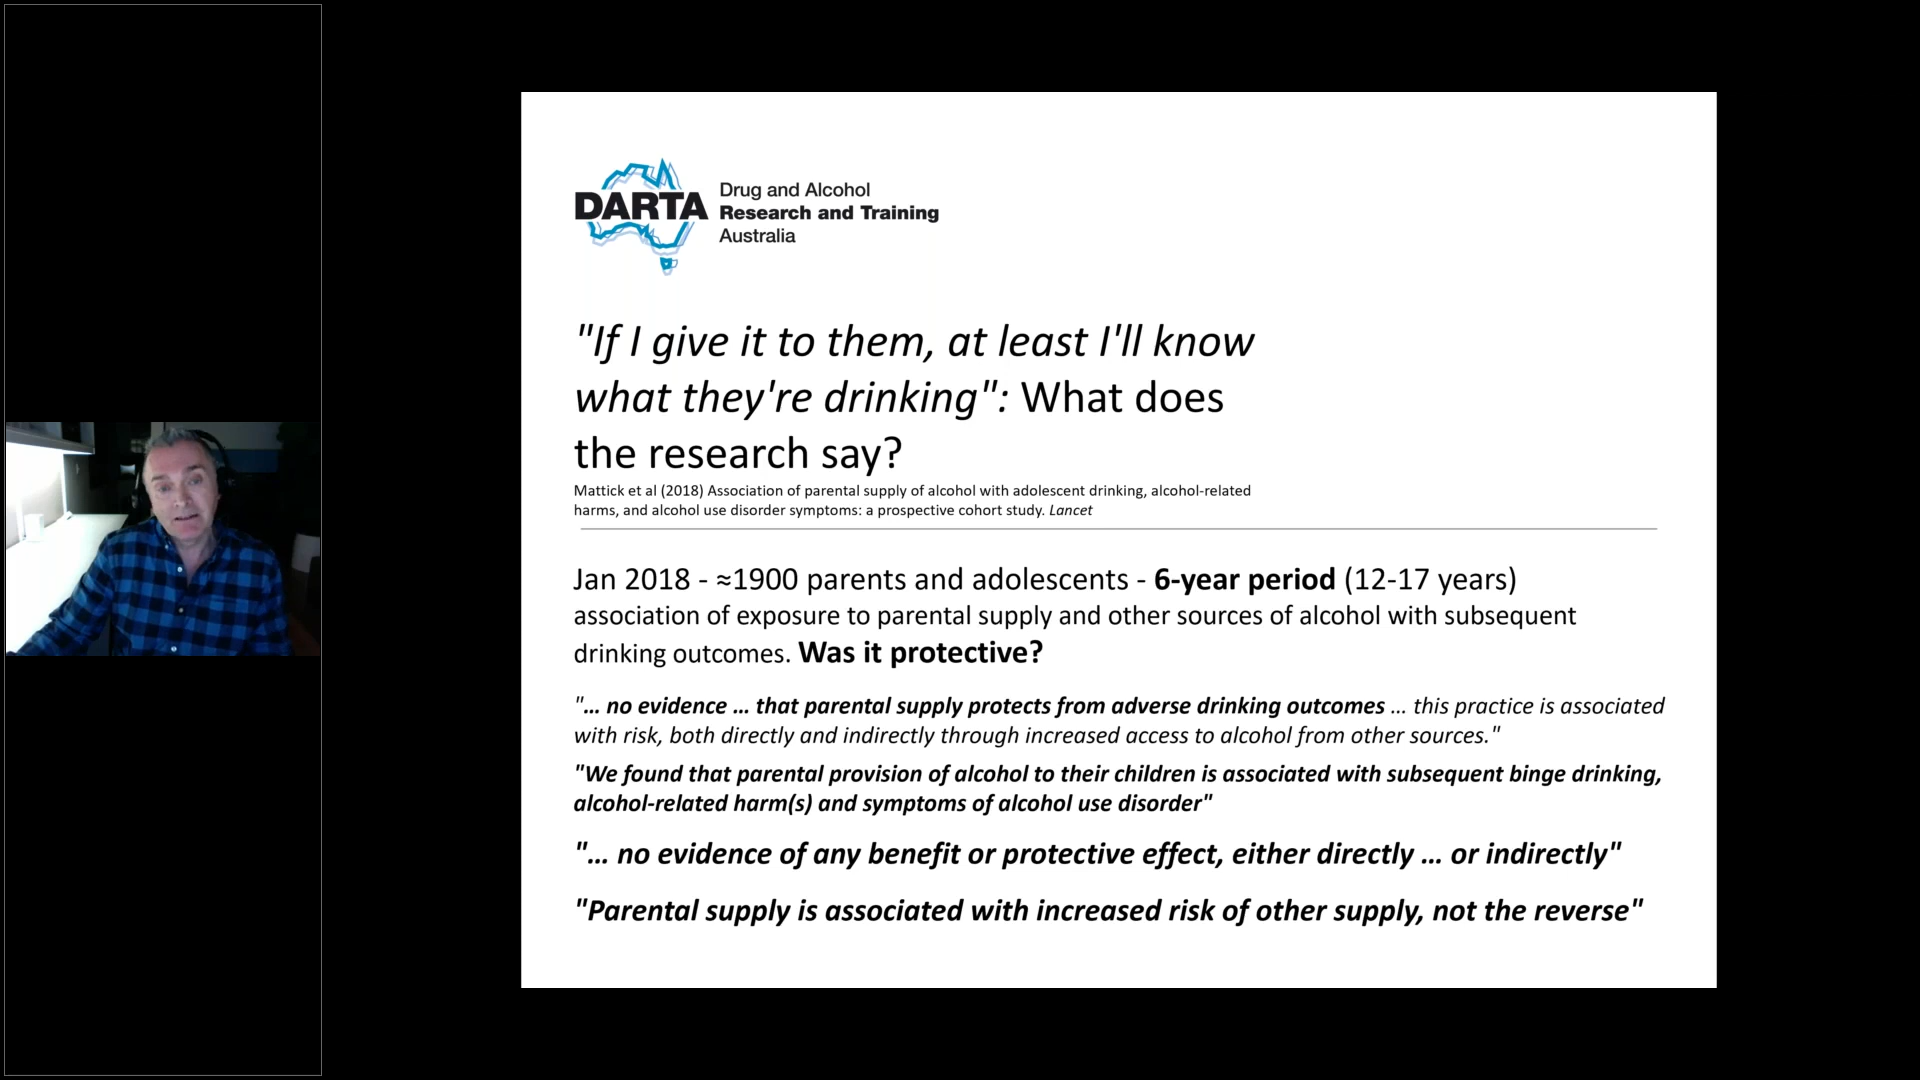 DARTA
Drug and Alcohol
Research and Training
Australia
"If I give it to them, at least I'll know
what they're drinking": What does
the research say?
Mattick et al (2018) Association of parental supply of alcohol with adolescent drinking, alcohol-related
harms, and alcohol use disorder symptoms: a prospective cohort study. Lancet
Jan 2018 - ≈1900 parents and adolescents - 6-year period (12-17 years)
association of exposure to parental supply and other sources of alcohol with subsequent
drinking outcomes. Was it protective?
"... no evidence ... that parental supply protects from adverse drinking outcomes ... this practice is associated
with risk, both directly and indirectly through increased access to alcohol from other sources."
"We found that parental provision of alcohol to their children is associated with subsequent binge drinking,
alcohol-related harm(s) and symptoms of alcohol use disorder"
"... no evidence of any benefit or protective effect, either directly ... or indirectly"
"Parental supply is associated with increased risk of other supply, not the reverse"